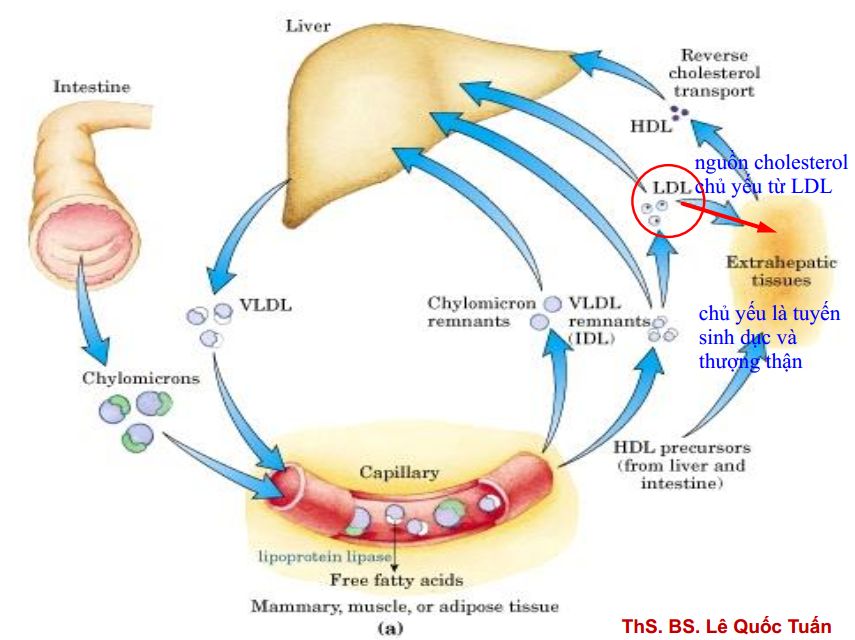 Liver
Intestine
Reverse
cholesterol
transport
HDL
nguồn cholesterol
chủ yếu từ LDL
LDL
Extrahepatic
tissues
VLDL
Chylomicron
remnants
VLDL
remnants
(IDL)
chủ yếu là tuyến
sinh dục và
thượng thận
Chylomicrons
Capillary
HDL precursors
(from liver and
intestine)
lipoprotein lipase
Free fatty acids
Mammary, muscle, or adipose tissue
(a)
ThS. BS. Lê Quốc Tuấn